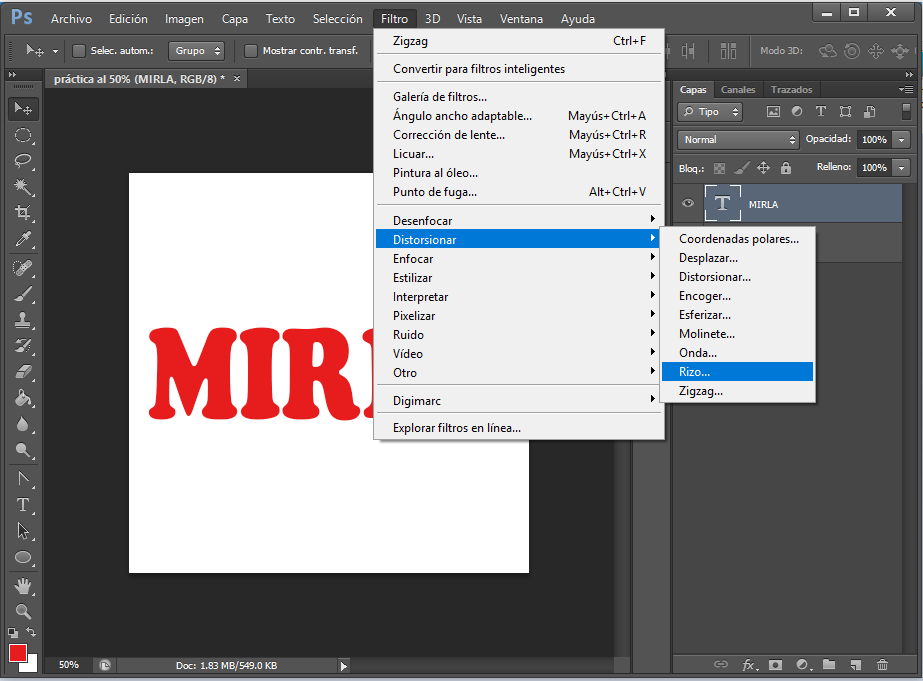 Ps Archivo Edición Imagen Capa Texto Selección Filtro 3D Vista Ventana Ayuda
Selec. autom.: Grupo Mostrar contr. transf. Modo 3D:
práctica al 50% (MIRLA, RGB/8) * ×
Zigzag Ctrl+F
Convertir para filtros inteligentes
Galería de filtros...
Ángulo ancho adaptable... Mayús+Ctrl+A
Corrección de lente... Mayús+Ctrl+R
Licuar... Mayús+Ctrl+X
Pintura al óleo...
Punto de fuga... Alt+Ctrl+V
Desenfocar
Distorsionar
Enfocar
Estilizar
Interpretar
Pixelizar
Ruido
Vídeo
Otro
Digimarc
Explorar filtros en línea...
Coordenadas polares...
Desplazar...
Distorsionar...
Encoger...
Esferizar...
Molinete...
Onda...
Rizo...
Zigzag...
Capas Canales Trazados
Tipo
Normal Opacidad: 100%
Bloq.: Relleno: 100%
T MIRLA
MIRL
50% Doc: 1.83 MB/549.0 KB
fx